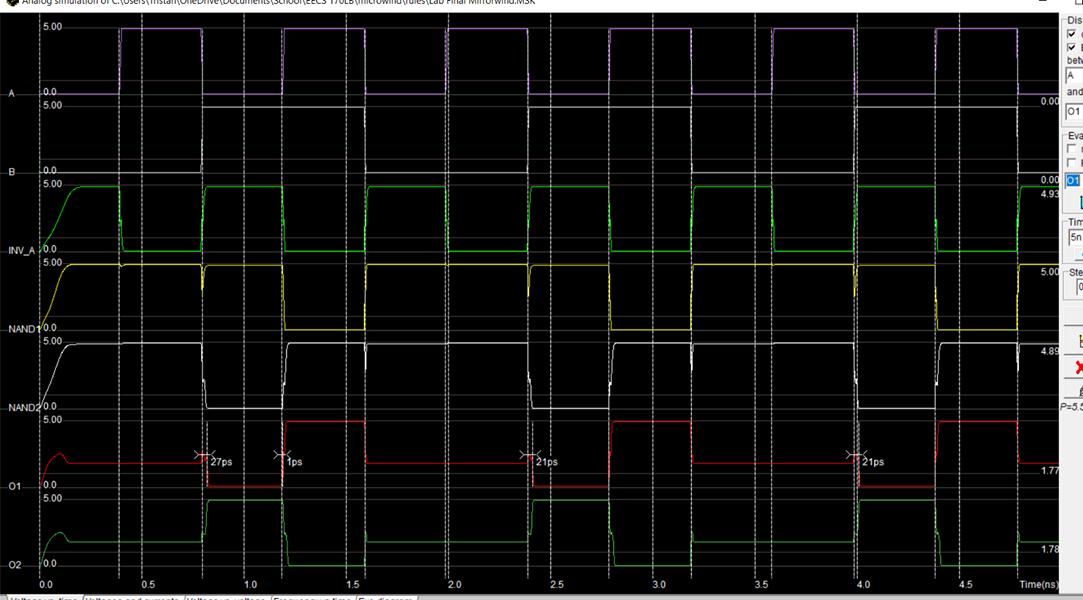 Analog simulation of C:\Users\Tristan\OneDrive\Documents\School\EECS 170LB\microwind\rules\Lab Final Mirrorwind.MSK
5.00
A
0.0
5.00
0.00
B
0.0
5.00
0.00
4.93
INV_A
0.0
5.00
5.00
NAND1
0.0
5.00
4.89
NAND2
0.0
5.00
27ps
1ps
21ps
21ps
1.77
O1
0.0
5.00
1.78
O2
0.0
0.0
0.5
1.0
1.5
2.0
2.5
3.0
3.5
4.0
4.5
Time(ns)
Dis
betw
A
and
O1
Eva
O1
Tim
5n
Ste
0
P=5.5
Voltage vs. time
Voltages and currents
Voltage vs. voltage
Frequency vs. time
Eye diagram